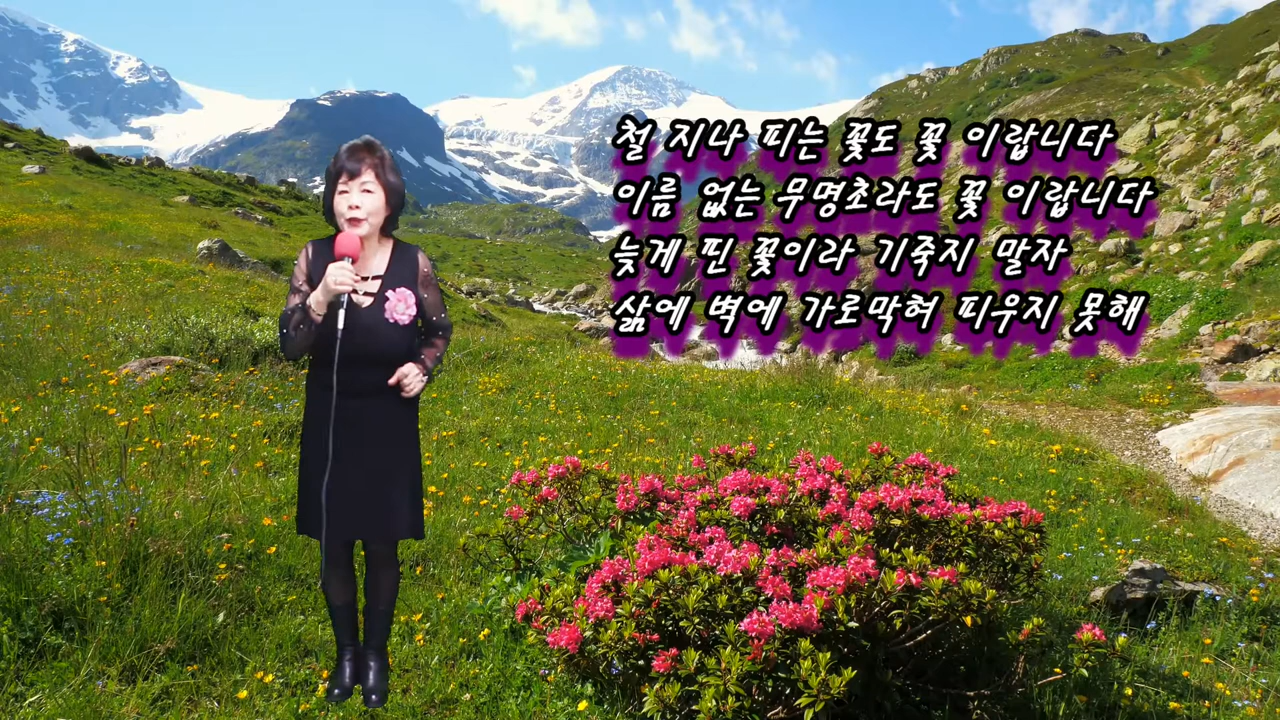 철 지나 피는 꽃도 꽃 이랍니다
이름 없는 무명초라도 꽃 이랍니다
늦게 핀 꽃이라 기죽지 말자
삶에 벽에 가로막혀 피우지 못해